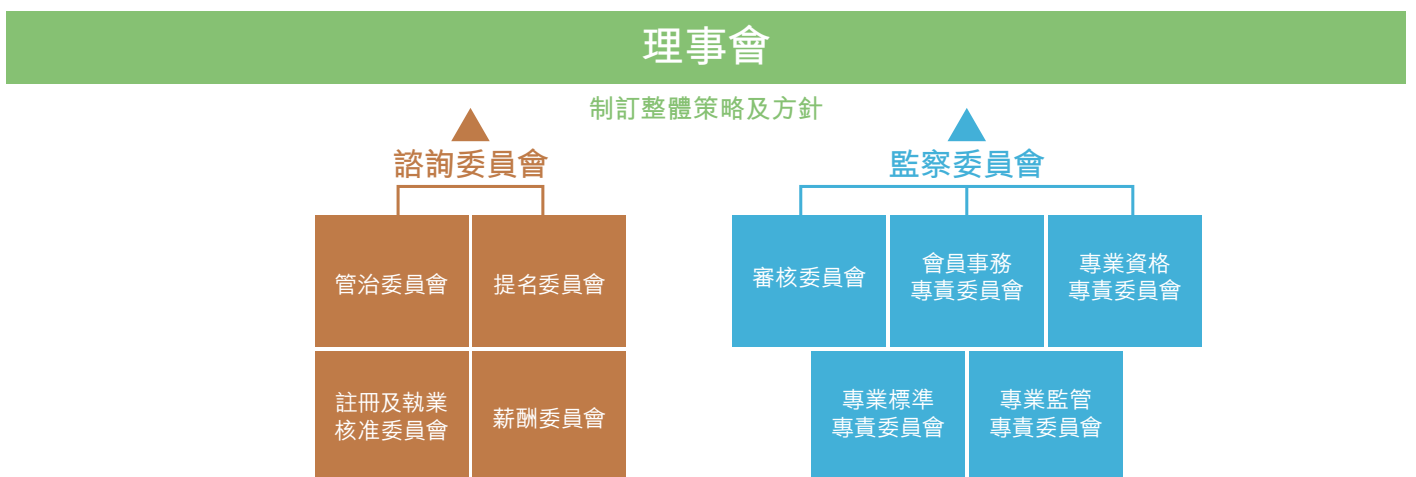 理事會
制訂整體策略及方針
諮詢委員會
管治委員會
提名委員會
註冊及執業
核准委員會
薪酬委員會
監察委員會
審核委員會
會員事務
專責委員會
專業資格
專責委員會
專業標準
專責委員會
專業監管
專責委員會